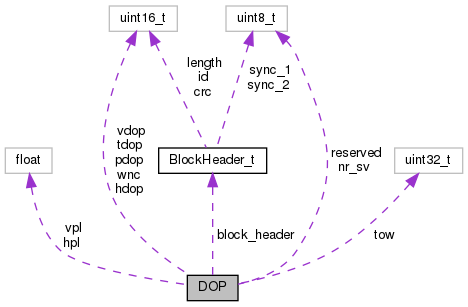 uint16_t
uint8_t
length
id
crc
sync_1
sync_2
vdop
tdop
pdop
wnc
hdop
float
BlockHeader_t
reserved
nr_sv
uint32_t
vpl
hpl
block_header
tow
DOP